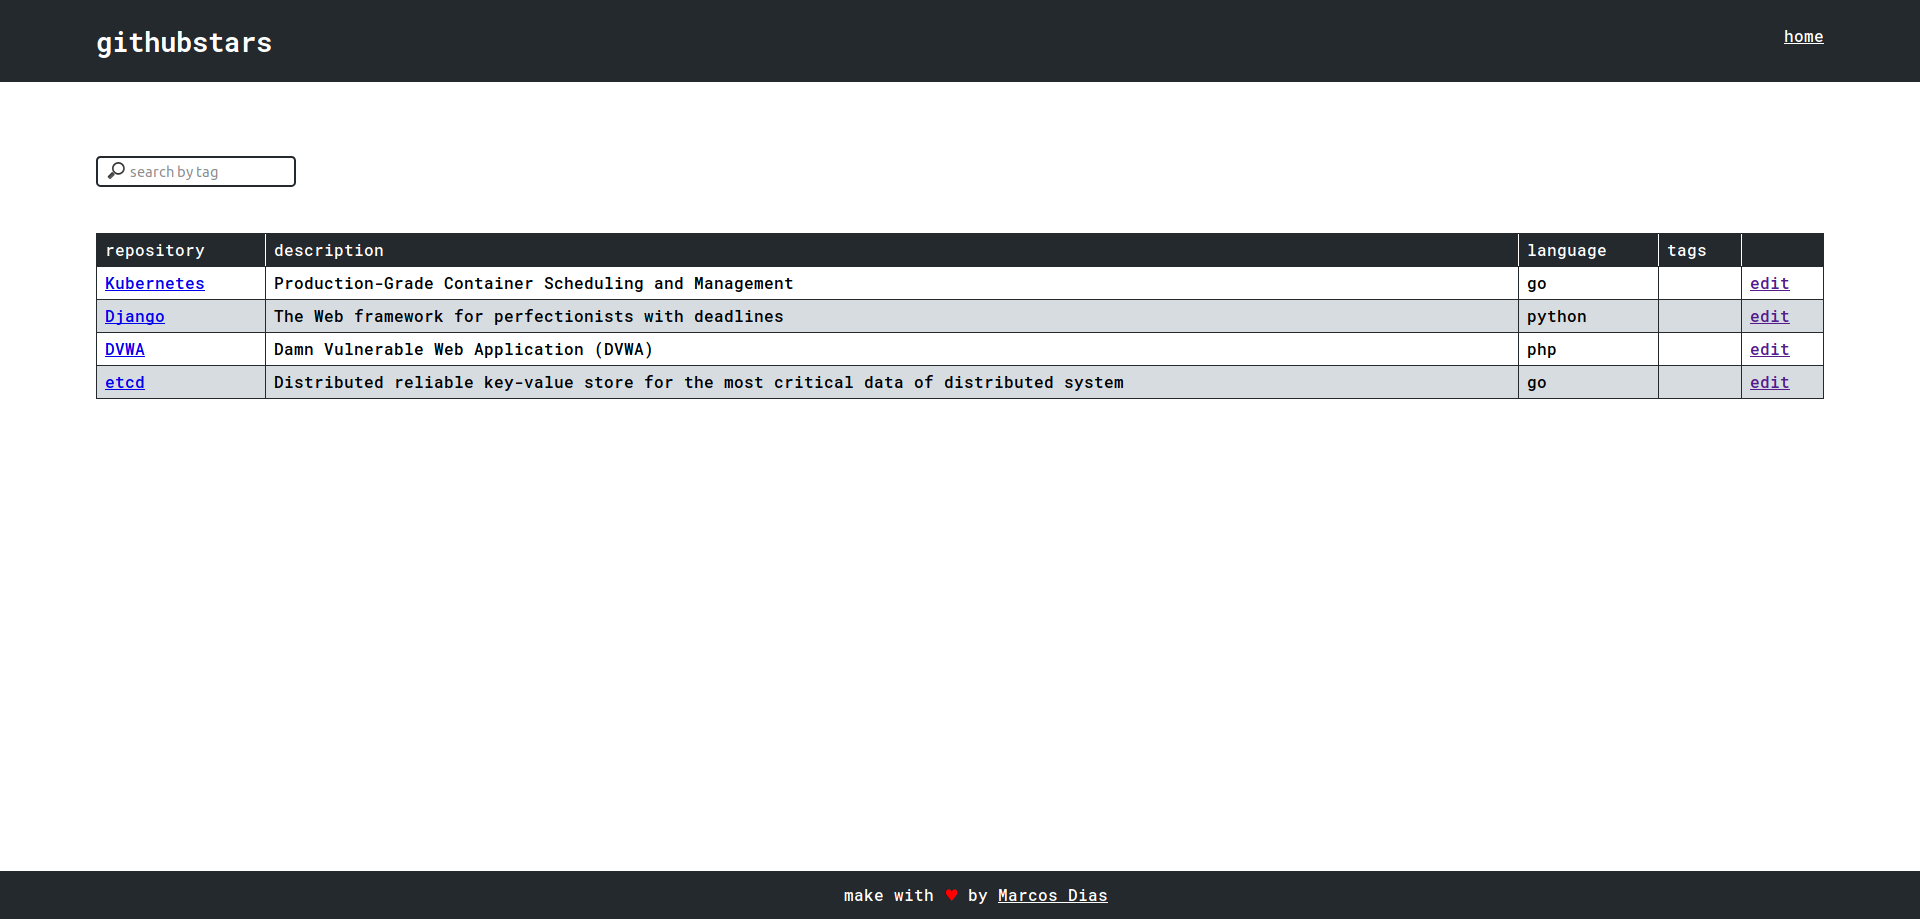 githubstars home
search by tag
repository description language tags
Kubernetes Production-Grade Container Scheduling and Management go edit
Django The Web framework for perfectionists with deadlines python edit
DVWA Damn Vulnerable Web Application (DVWA) php edit
etcd Distributed reliable key-value store for the most critical data of distributed system go edit
make with ♥ by Marcos Dias